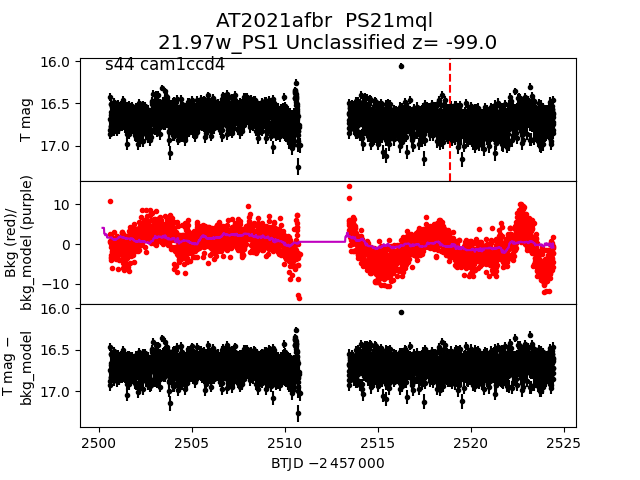 AT2021afbr  PS21mql
21.97w_PS1 Unclassified z= -99.0
s44 cam1ccd4
T mag
16.0
16.5
17.0
Bkg (red)/
bkg_model (purple)
10
0
−10
T mag −
bkg_model
16.0
16.5
17.0
2500
2505
2510
2515
2520
2525
BTJD −2 457 000